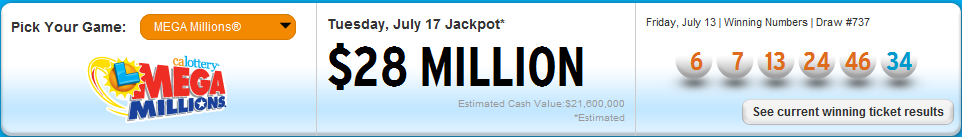 Pick Your Game:
MEGA Millions®
calottery
MEGA
MILLIONS
Tuesday, July 17 Jackpot*
$28 MILLION
Estimated Cash Value:$21,600,000
*Estimated
Friday, July 13 | Winning Numbers | Draw #737
6 7 13 24 46 34
See current winning ticket results